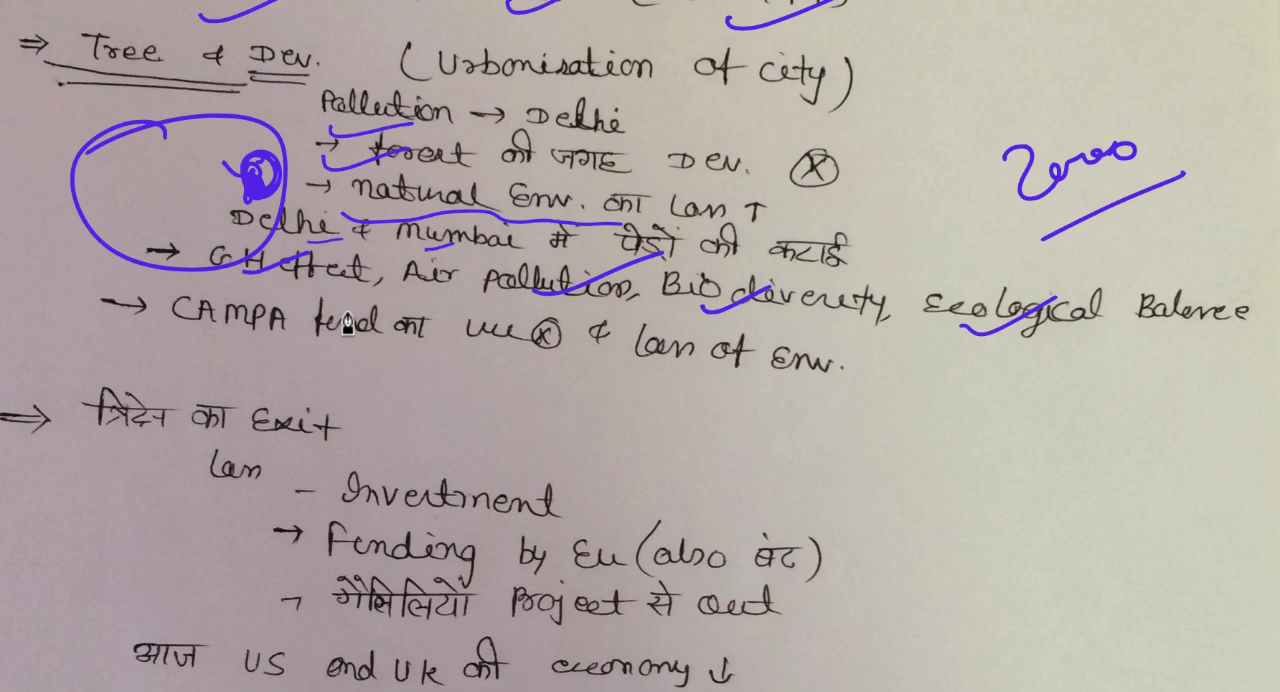 ⇒ Tree & Dev. (Urbonisation of city)
Pollution → Delhi
→ forest की जगह Dev. ⓧ
→ natural Env. का Loss ↑
Delhi & Mumbai मे पेड़ों की कटाई
→ GH effect, Air pollution, Bio diversity, Ecological Balance
→ CAMPA fund का use ⓧ & loss of Env.
Zeroo
⇒ ब्रिटेन का Exit
Loss
- Investment
→ Funding by EU (also बंद)
→ गैलिलियों Project से out
आज US and UK की economy ↓